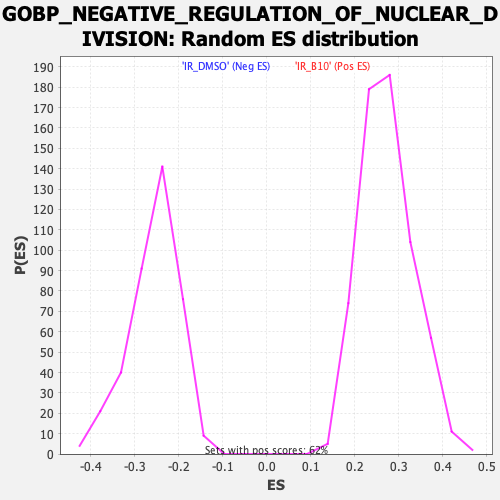 GOBP_NEGATIVE_REGULATION_OF_NUCLEAR_D
IVISION: Random ES distribution
'IR_DMSO' (Neg ES) 'IR_B10' (Pos ES)
190
180
170
160
150
140
130
120
110
100
90
80
70
60
50
40
30
20
10
0
P(ES)
Sets with pos scores: 62%
-0.4 -0.3 -0.2 -0.1 0.0 0.1 0.2 0.3 0.4 0.5
ES